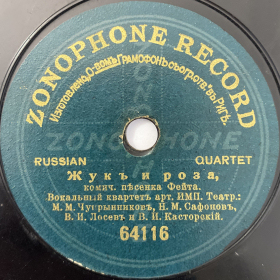 ZONOPHONE RECORD
Изготовлено „О-вомъ Грамофонъ съ огр. отв." въ Ригѣ.
ZONOPHONE
RUSSIAN QUARTET
Жукъ и роза,
комич. пѣсенка Фейта.
Вокальный квартетъ арт. ИМП. Театр.:
М. М. Чупрынниковъ, Н. М. Сафоновъ,
В. И. Лосевъ и В. И. Касторскій.
64116